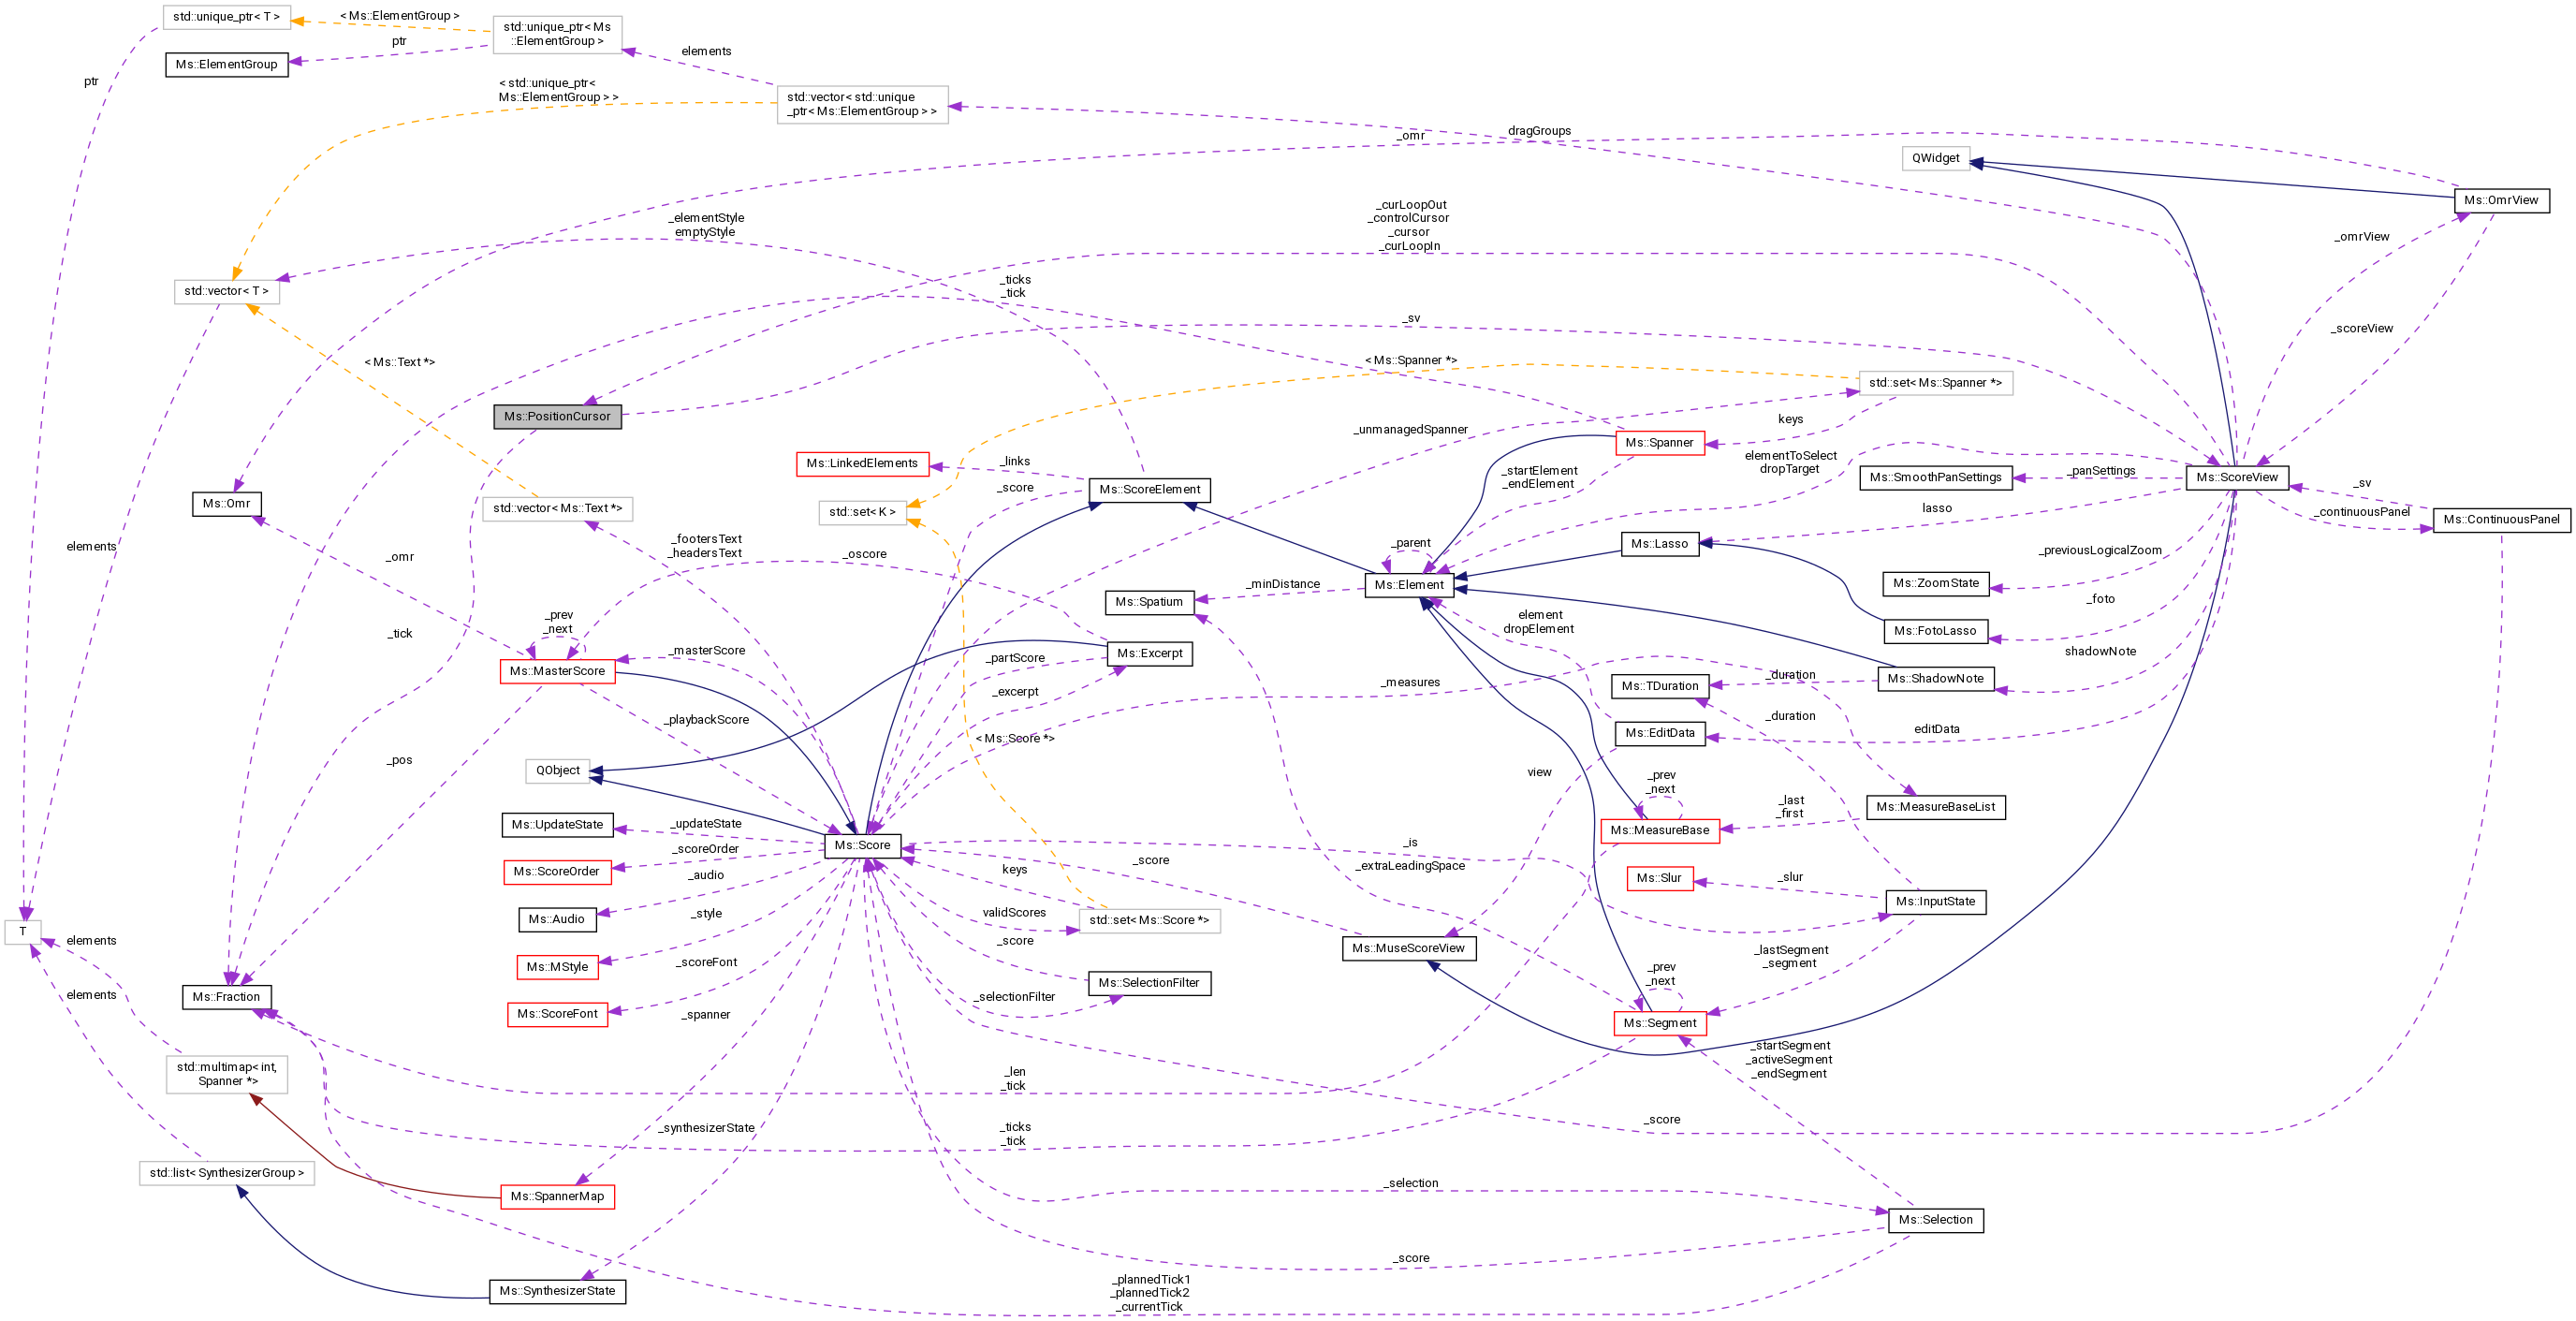 std::unique_ptr< T >
< Ms::ElementGroup >
std::unique_ptr< Ms
::ElementGroup >
ptr
Ms::ElementGroup
elements
ptr
< std::unique_ptr<
Ms::ElementGroup > >
std::vector< std::unique
_ptr< Ms::ElementGroup > >
_omr
dragGroups
QWidget
Ms::OmrView
_elementStyle
emptyStyle
_curLoopOut
_controlCursor
_cursor
_curLoopIn
_omrView
std::vector< T >
_ticks
_tick
_sv
_scoreView
< Ms::Text *>
< Ms::Spanner *>
std::set< Ms::Spanner *>
Ms::PositionCursor
_unmanagedSpanner
keys
Ms::Spanner
Ms::LinkedElements
_links
_startElement
_endElement
elementToSelect
dropTarget
Ms::SmoothPanSettings
_panSettings
Ms::ScoreView
_sv
Ms::Omr
std::vector< Ms::Text *>
std::set< K >
_score
Ms::ScoreElement
lasso
_continuousPanel
Ms::ContinuousPanel
elements
_omr
_footersText
_headersText
_oscore
_parent
Ms::Lasso
_previousLogicalZoom
Ms::Element
_minDistance
Ms::ZoomState
Ms::Spatium
_foto
_prev
_next
element
dropElement
Ms::FotoLasso
_tick
_masterScore
_partScore
Ms::Excerpt
shadowNote
Ms::MasterScore
_excerpt
_measures
Ms::TDuration
_duration
Ms::ShadowNote
_playbackScore
_duration
Ms::EditData
editData
< Ms::Score *>
_pos
QObject
view
_prev
_next
_last
_first
Ms::MeasureBaseList
Ms::UpdateState
_updateState
Ms::Score
Ms::MeasureBase
_scoreOrder
_is
Ms::ScoreOrder
keys
_score
_extraLeadingSpace
_audio
Ms::Slur
_slur
Ms::InputState
Ms::Audio
_style
validScores
std::set< Ms::Score *>
T
elements
_score
Ms::MuseScoreView
_lastSegment
_segment
Ms::MStyle
_scoreFont
_prev
_next
Ms::SelectionFilter
Ms::Fraction
elements
_selectionFilter
Ms::ScoreFont
_spanner
Ms::Segment
std::multimap< int,
Spanner *>
_len
_tick
_startSegment
_activeSegment
_endSegment
_synthesizerState
_ticks
_tick
_score
std::list< SynthesizerGroup >
Ms::SpannerMap
_selection
Ms::Selection
_score
Ms::SynthesizerState
_plannedTick1
_plannedTick2
_currentTick